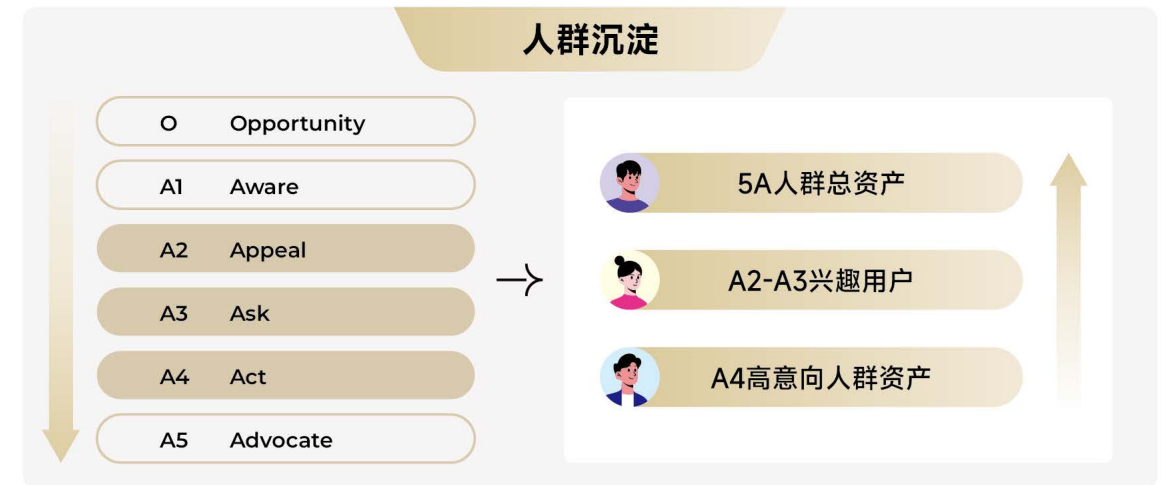 人群沉淀
O Opportunity
A1 Aware
A2 Appeal
A3 Ask
A4 Act
A5 Advocate
5A人群总资产
A2-A3兴趣用户
A4高意向人群资产